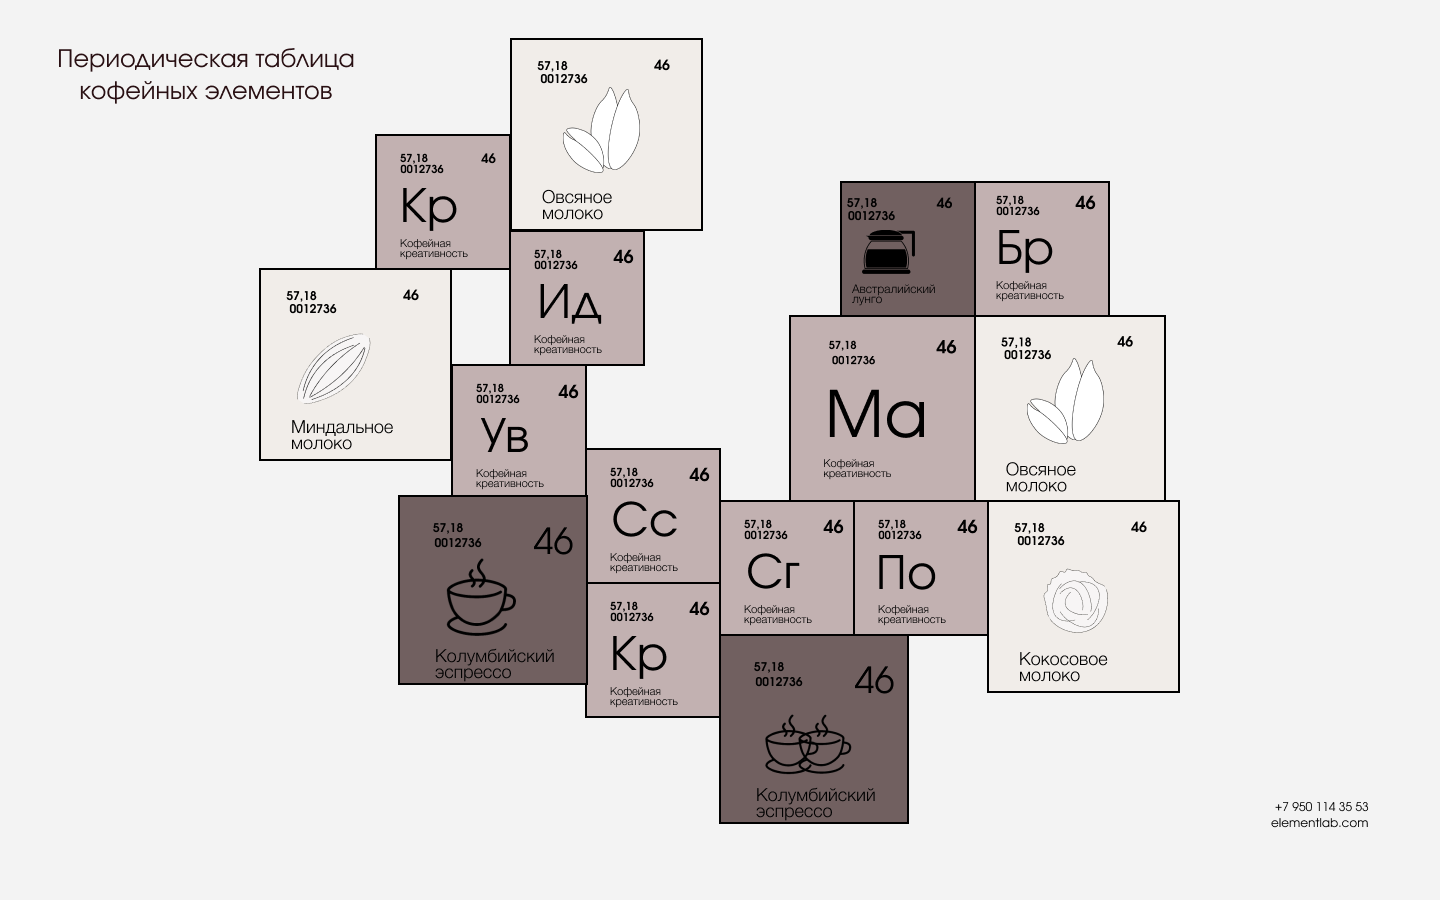 Периодическая таблица
кофейных элементов
57,18
46
0012736
Овсяное
молоко
57,18
46
0012736
Кр
Кофейная
креативность
57,18
46
0012736
Ид
Кофейная
креативность
57,18
46
0012736
Миндальное
молоко
57,18
46
0012736
Ув
Кофейная
креативность
57,18
46
0012736
Сс
Кофейная
креативность
57,18
46
0012736
Колумбийский
эспрессо
57,18
46
0012736
Кр
Кофейная
креативность
57,18
46
0012736
Австралийский
лунго
57,18
46
0012736
Бр
Кофейная
креативность
57,18
46
0012736
Ма
Кофейная
креативность
57,18
46
0012736
Овсяное
молоко
57,18
46
0012736
Сг
Кофейная
креативность
57,18
46
0012736
По
Кофейная
креативность
57,18
46
0012736
Кокосовое
молоко
57,18
46
0012736
Колумбийский
эспрессо
+7 950 114 35 53
elementlab.com